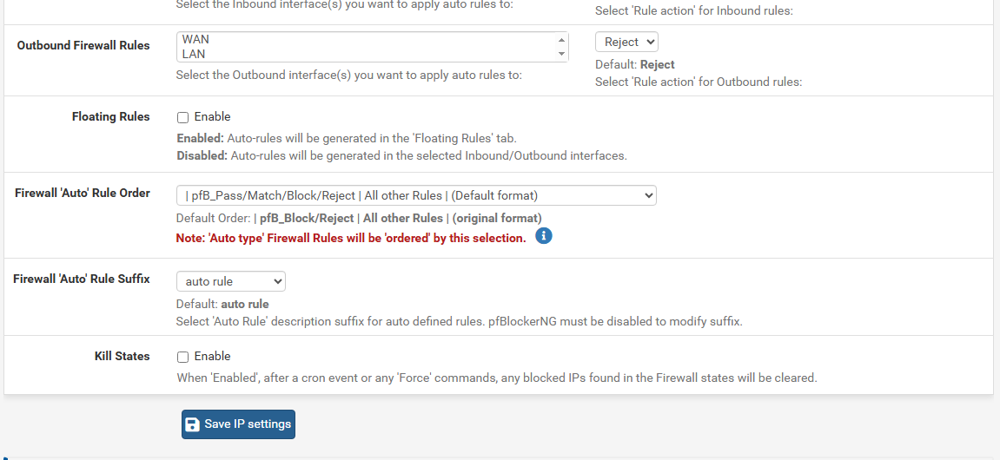 Select the Inbound interface(s) you want to apply auto rules to:
Select 'Rule action' for Inbound rules:
Outbound Firewall Rules
WAN
LAN
Select the Outbound interface(s) you want to apply auto rules to:
Reject
Default: Reject
Select 'Rule action' for Outbound rules:
Floating Rules
Enable
Enabled: Auto-rules will be generated in the 'Floating Rules' tab.
Disabled: Auto-rules will be generated in the selected Inbound/Outbound interfaces.
Firewall 'Auto' Rule Order
| pfB_Pass/Match/Block/Reject | All other Rules | (Default format)
Default Order: | pfB_Block/Reject | All other Rules | (original format)
Note: 'Auto type' Firewall Rules will be 'ordered' by this selection.
Firewall 'Auto' Rule Suffix
auto rule
Default: auto rule
Select 'Auto Rule' description suffix for auto defined rules. pfBlockerNG must be disabled to modify suffix.
Kill States
Enable
When 'Enabled', after a cron event or any 'Force' commands, any blocked IPs found in the Firewall states will be cleared.
Save IP settings